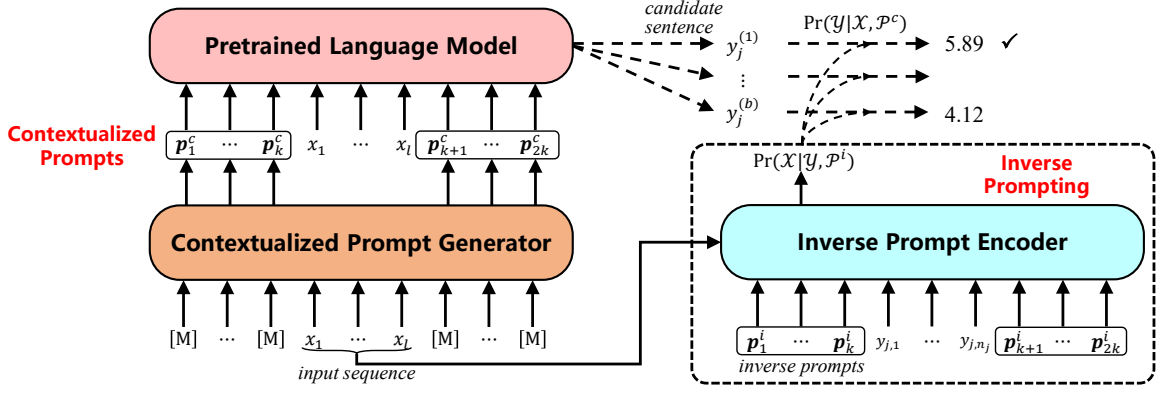 candidate
sentence
Pr(𝒴|𝒳, 𝒫ᶜ)
Pretrained Language Model
y_j^(1)
5.89 ✓
⋮
y_j^(b)
4.12
Contextualized
Prompts
p_1^c ⋯ p_k^c x_1 ⋯ x_l p_{k+1}^c ⋯ p_{2k}^c
Pr(𝒳|𝒴, 𝒫ⁱ)
Inverse
Prompting
Contextualized Prompt Generator
Inverse Prompt Encoder
[M] ⋯ [M] x_1 ⋯ x_l [M] ⋯ [M]
input sequence
p_1^i ⋯ p_k^i y_{j,1} ⋯ y_{j,n_j} p_{k+1}^i ⋯ p_{2k}^i
inverse prompts